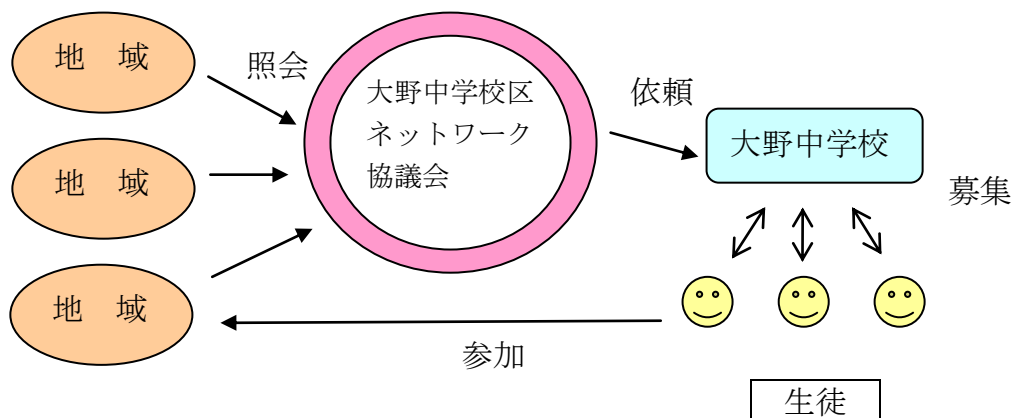 地　域
照会
大野中学校区
ネットワーク
協議会
依頼
大野中学校
地　域
募集
地　域
参加
生徒